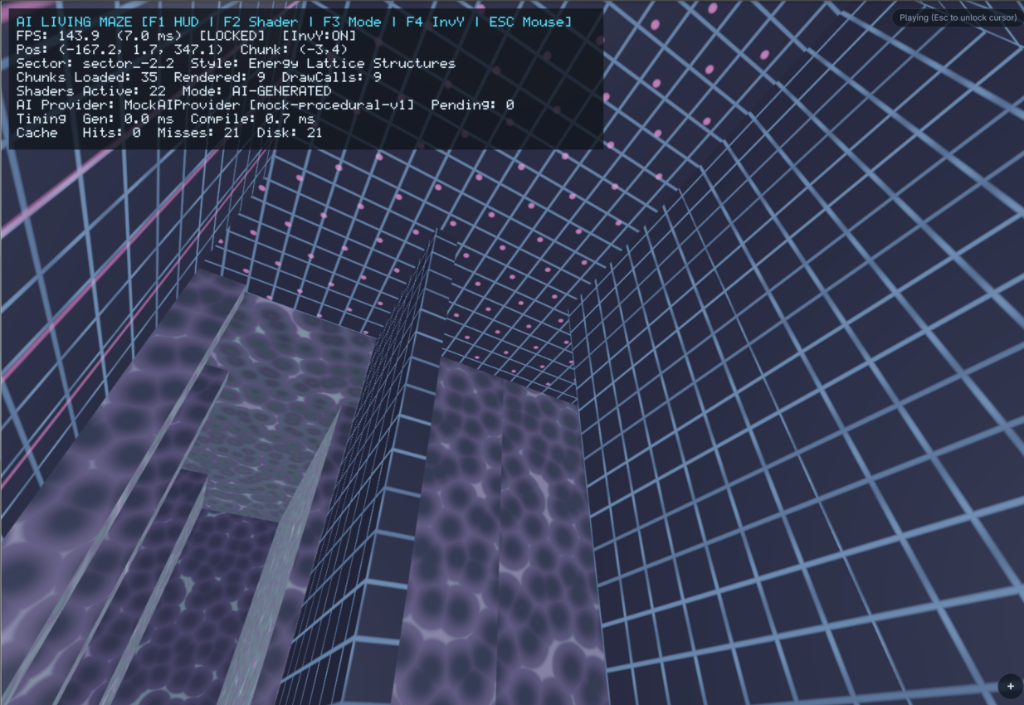 AI LIVING MAZE [F1 HUD | F2 Shader | F3 Mode | F4 InvY | ESC Mouse]
Playing (Esc to unlock cursor)
FPS: 143.9 (7.0 ms) [LOCKED] [InvY:ON]
Pos: (-167.2, 1.7, 347.1) Chunk: (-3,4)
Sector: sector_-2_2 Style: Energy Lattice Structures
Chunks Loaded: 35 Rendered: 9 DrawCalls: 9
Shaders Active: 22 Mode: AI-GENERATED
AI Provider: MockAIProvider [mock-procedural-v1] Pending: 0
Timing Gen: 0.0 ms Compile: 0.7 ms
Cache Hits: 0 Misses: 21 Disk: 21
+